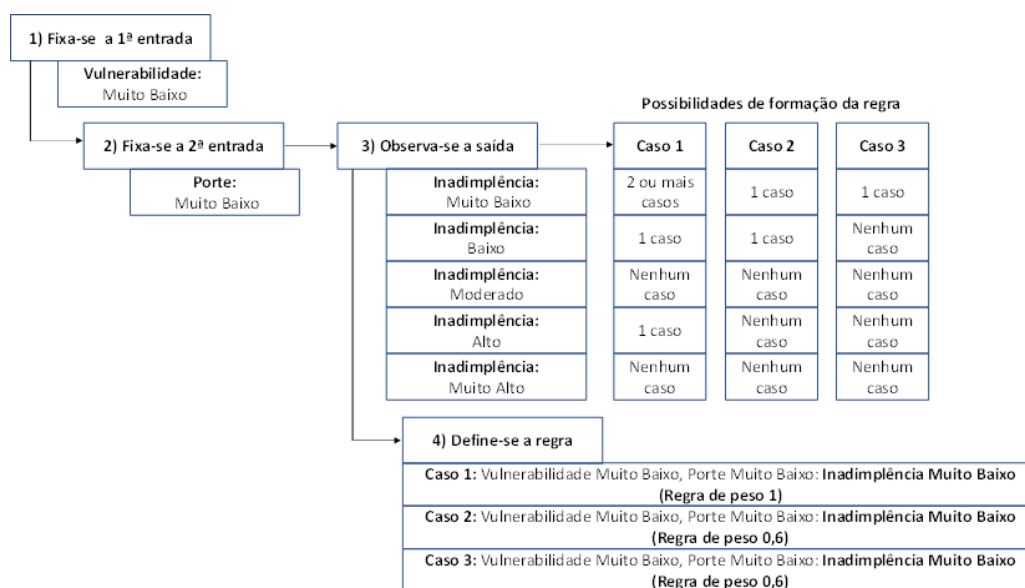 1) Fixa-se a 1ª entrada
Vulnerabilidade:
Muito Baixo
2) Fixa-se a 2ª entrada
Porte:
Muito Baixo
3) Observa-se a saída
Possibilidades de formação da regra
Caso 1
Caso 2
Caso 3
Inadimplência:
Muito Baixo
2 ou mais
casos
1 caso
1 caso
Inadimplência:
Baixo
1 caso
1 caso
Nenhum
caso
Inadimplência:
Moderado
Nenhum
caso
Nenhum
caso
Nenhum
caso
Inadimplência:
Alto
1 caso
Nenhum
caso
Nenhum
caso
Inadimplência:
Muito Alto
Nenhum
caso
Nenhum
caso
Nenhum
caso
4) Define-se a regra
Caso 1: Vulnerabilidade Muito Baixo, Porte Muito Baixo: Inadimplência Muito Baixo
(Regra de peso 1)
Caso 2: Vulnerabilidade Muito Baixo, Porte Muito Baixo: Inadimplência Muito Baixo
(Regra de peso 0,6)
Caso 3: Vulnerabilidade Muito Baixo, Porte Muito Baixo: Inadimplência Muito Baixo
(Regra de peso 0,6)